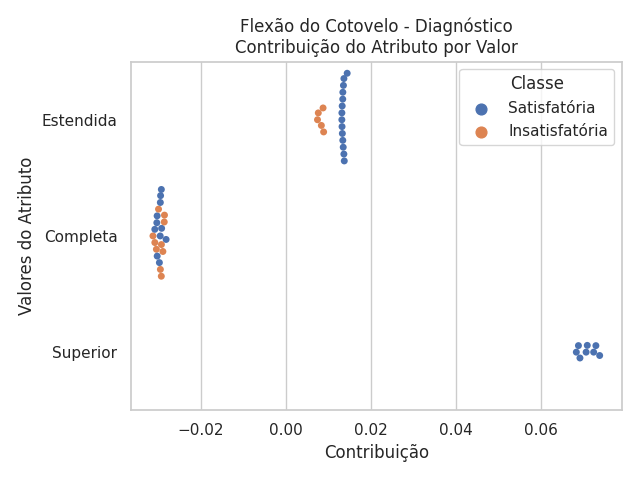 Flexão do Cotovelo - Diagnóstico
Contribuição do Atributo por Valor
Classe
Satisfatória
Insatisfatória
Valores do Atributo
Estendida
Completa
Superior
−0.02 0.00 0.02 0.04 0.06
Contribuição